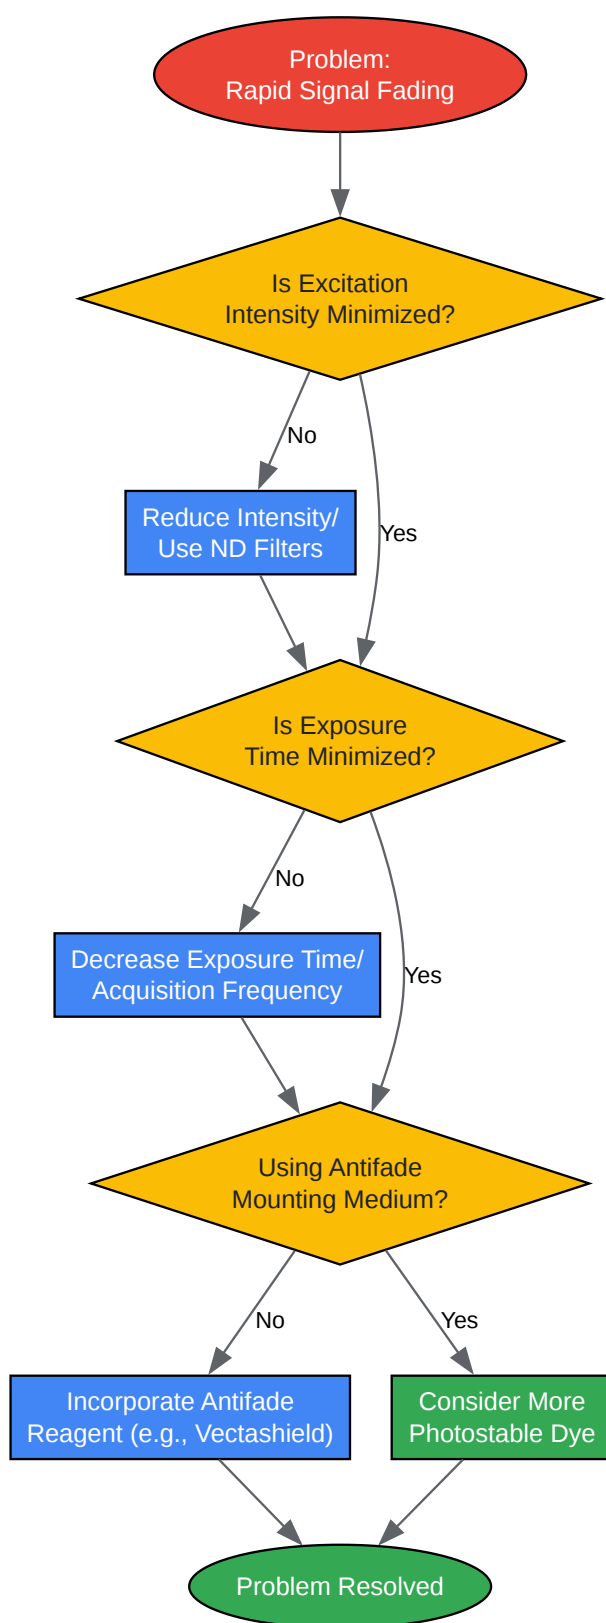 Problem:
Rapid Signal Fading
Is Excitation
Intensity Minimized?
No
Reduce Intensity/
Use ND Filters
Yes
Is Exposure
Time Minimized?
No
Decrease Exposure Time/
Acquisition Frequency
Yes
Using Antifade
Mounting Medium?
No
Yes
Incorporate Antifade
Reagent (e.g., Vectashield)
Consider More
Photostable Dye
Problem Resolved